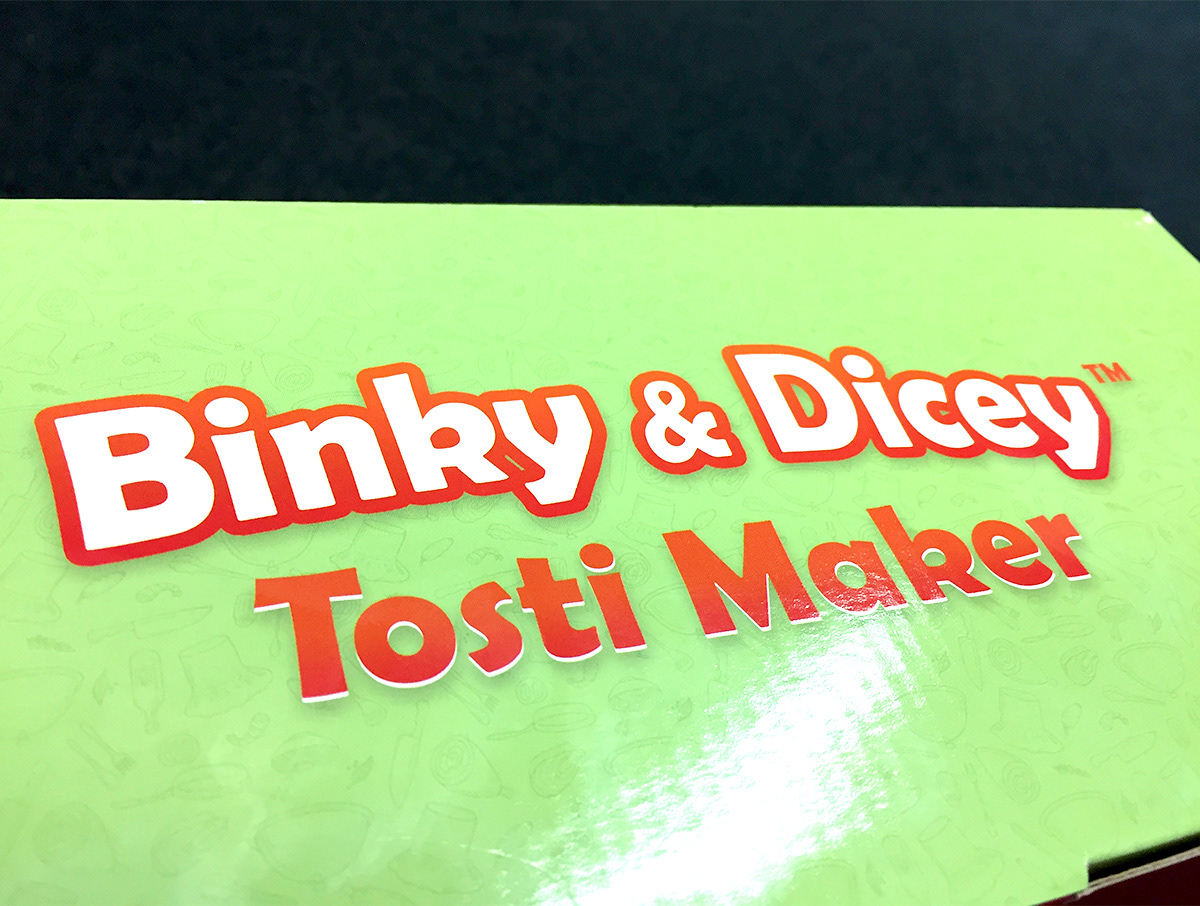 Binky & Dicey™
Tosti Maker